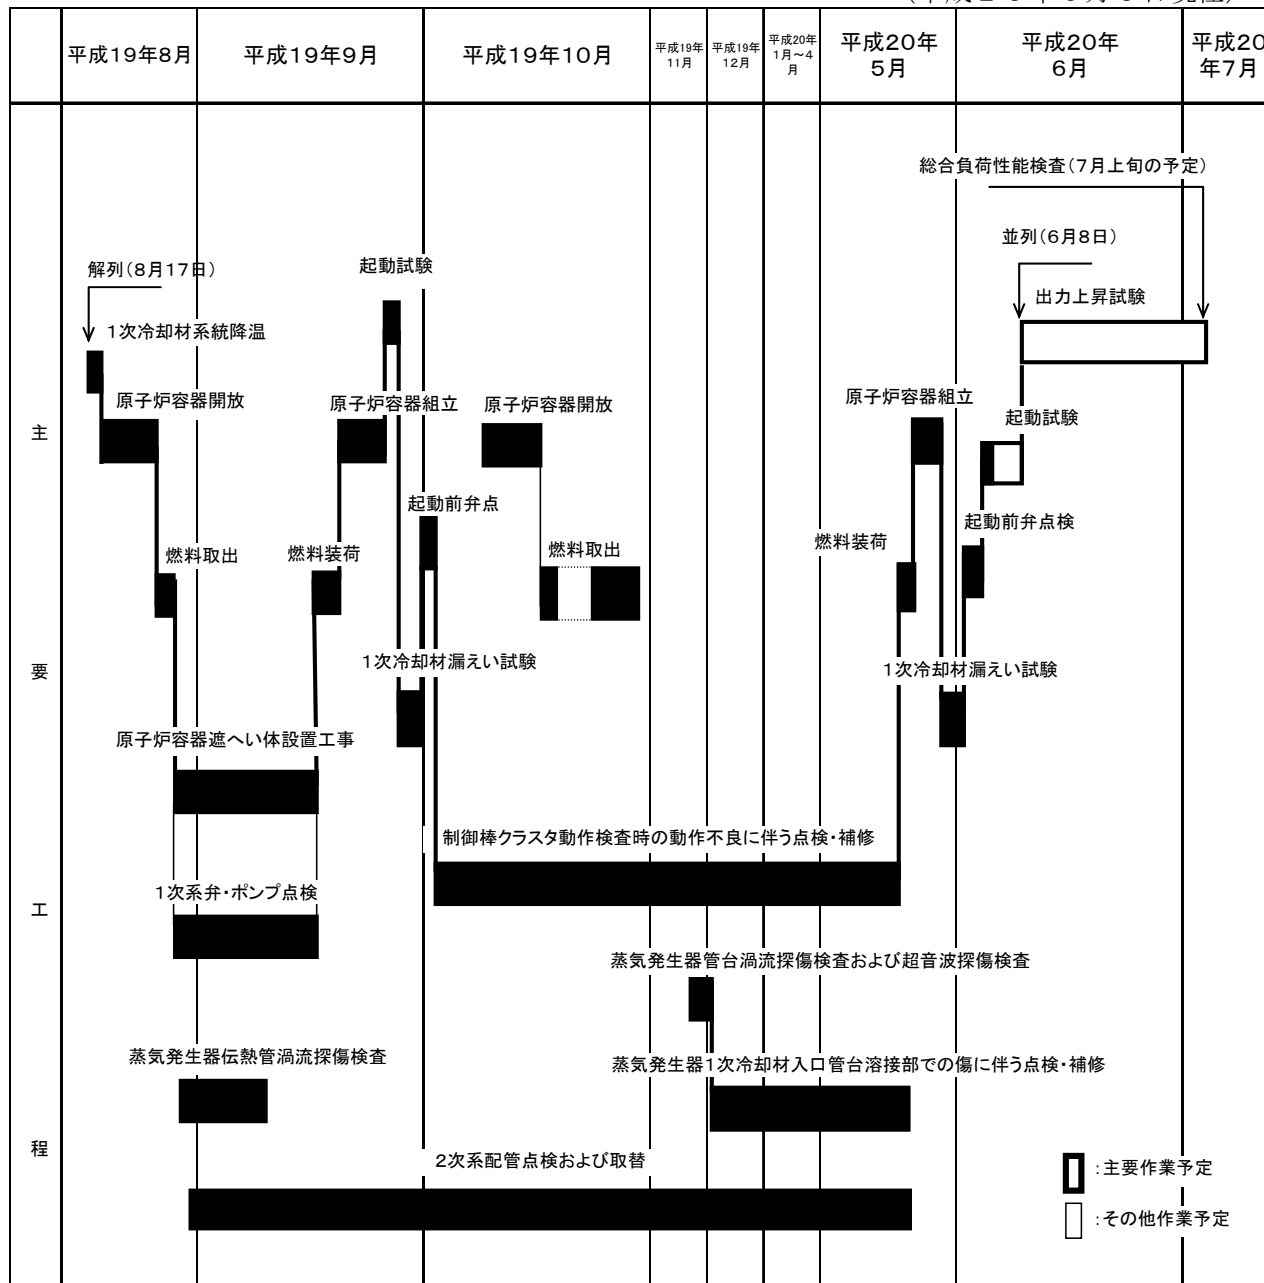 平成19年8月
平成19年9月
平成19年10月
平成19年
11月
平成19年
12月
平成20年
1月～4
月
平成20年
5月
平成20年
6月
平成20
年7月
総合負荷性能検査(7月上旬の予定)
並列(6月8日)
起動試験
解列(8月17日)
出力上昇試験
1次冷却材系統降温
原子炉容器開放
原子炉容器組立
原子炉容器開放
原子炉容器組立
起動試験
主
起動前弁点
起動前弁点検
燃料取出
燃料装荷
燃料取出
燃料装荷
1次冷却材漏えい試験
1次冷却材漏えい試験
要
原子炉容器遮へい体設置工事
制御棒クラスタ動作検査時の動作不良に伴う点検・補修
1次系弁・ポンプ点検
工
蒸気発生器管台渦流探傷検査および超音波探傷検査
蒸気発生器伝熱管渦流探傷検査
蒸気発生器1次冷却材入口管台溶接部での傷に伴う点検・補修
程
2次系配管点検および取替
:主要作業予定
:その他作業予定